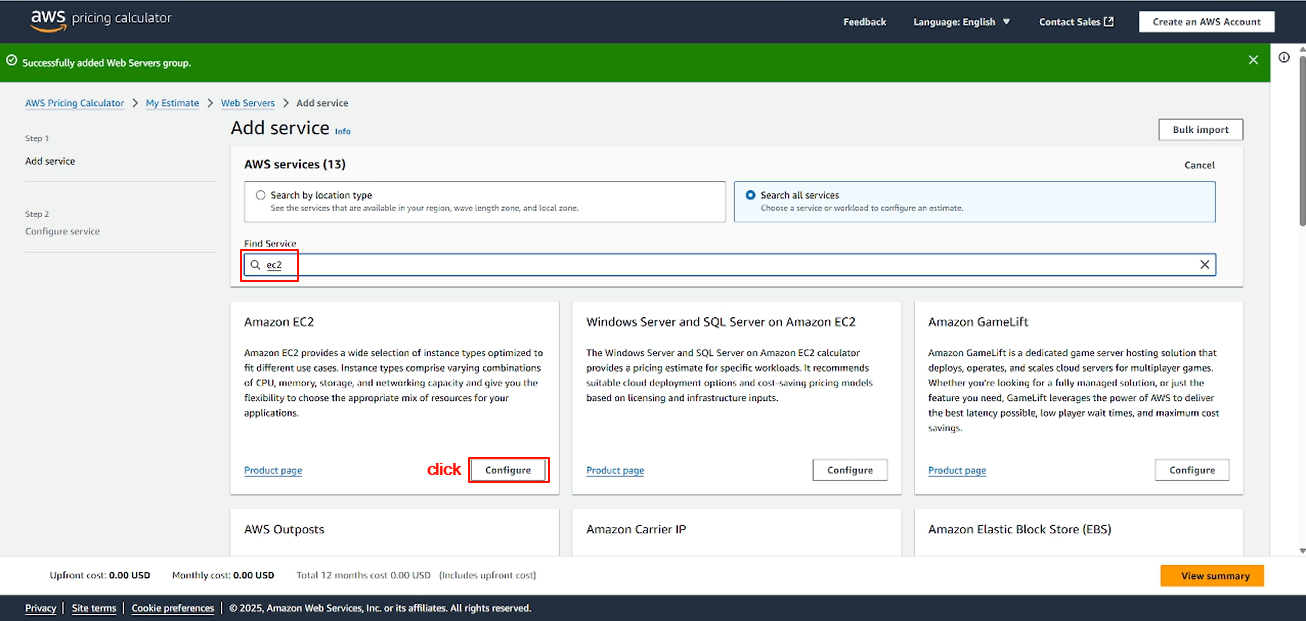 aws pricing calculator
Feedback
Language: English
Contact Sales
Create an AWS Account
Successfully added Web Servers group.
AWS Pricing Calculator
My Estimate
Web Servers
Add service
Step 1
Add service
Step 2
Configure service
Add service Info
Bulk import
AWS services (13)
Cancel
Search by location type
See the services that are available in your region, wave length zone, and local zone.
Search all services
Choose a service or workload to configure an estimate.
Find Service
ec2
Amazon EC2
Amazon EC2 provides a wide selection of instance types optimized to
fit different use cases. Instance types comprise varying combinations
of CPU, memory, storage, and networking capacity and give you the
flexibility to choose the appropriate mix of resources for your
applications.
Product page
click
Configure
Windows Server and SQL Server on Amazon EC2
The Windows Server and SQL Server on Amazon EC2 calculator
provides a pricing estimate for specific workloads. It recommends
suitable cloud deployment options and cost-saving pricing models
based on licensing and infrastructure inputs.
Product page
Configure
Amazon GameLift
Amazon GameLift is a dedicated game server hosting solution that
deploys, operates, and scales cloud servers for multiplayer games.
Whether you're looking for a fully managed solution, or just the
feature you need, GameLift leverages the power of AWS to deliver
the best latency possible, low player wait times, and maximum cost
savings.
Product page
Configure
AWS Outposts
Amazon Carrier IP
Amazon Elastic Block Store (EBS)
Upfront cost: 0.00 USD
Monthly cost: 0.00 USD
Total 12 months cost 0.00 USD (Includes upfront cost)
View summary
Privacy
Site terms
Cookie preferences
© 2025, Amazon Web Services, Inc. or its affiliates. All rights reserved.